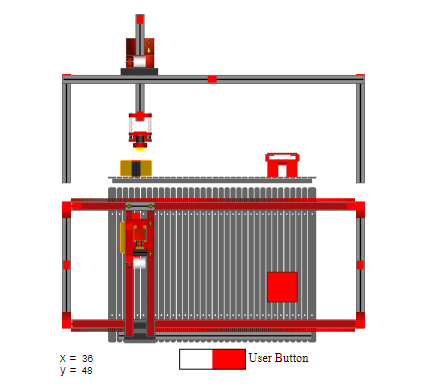 x = 36
y = 48
User Button